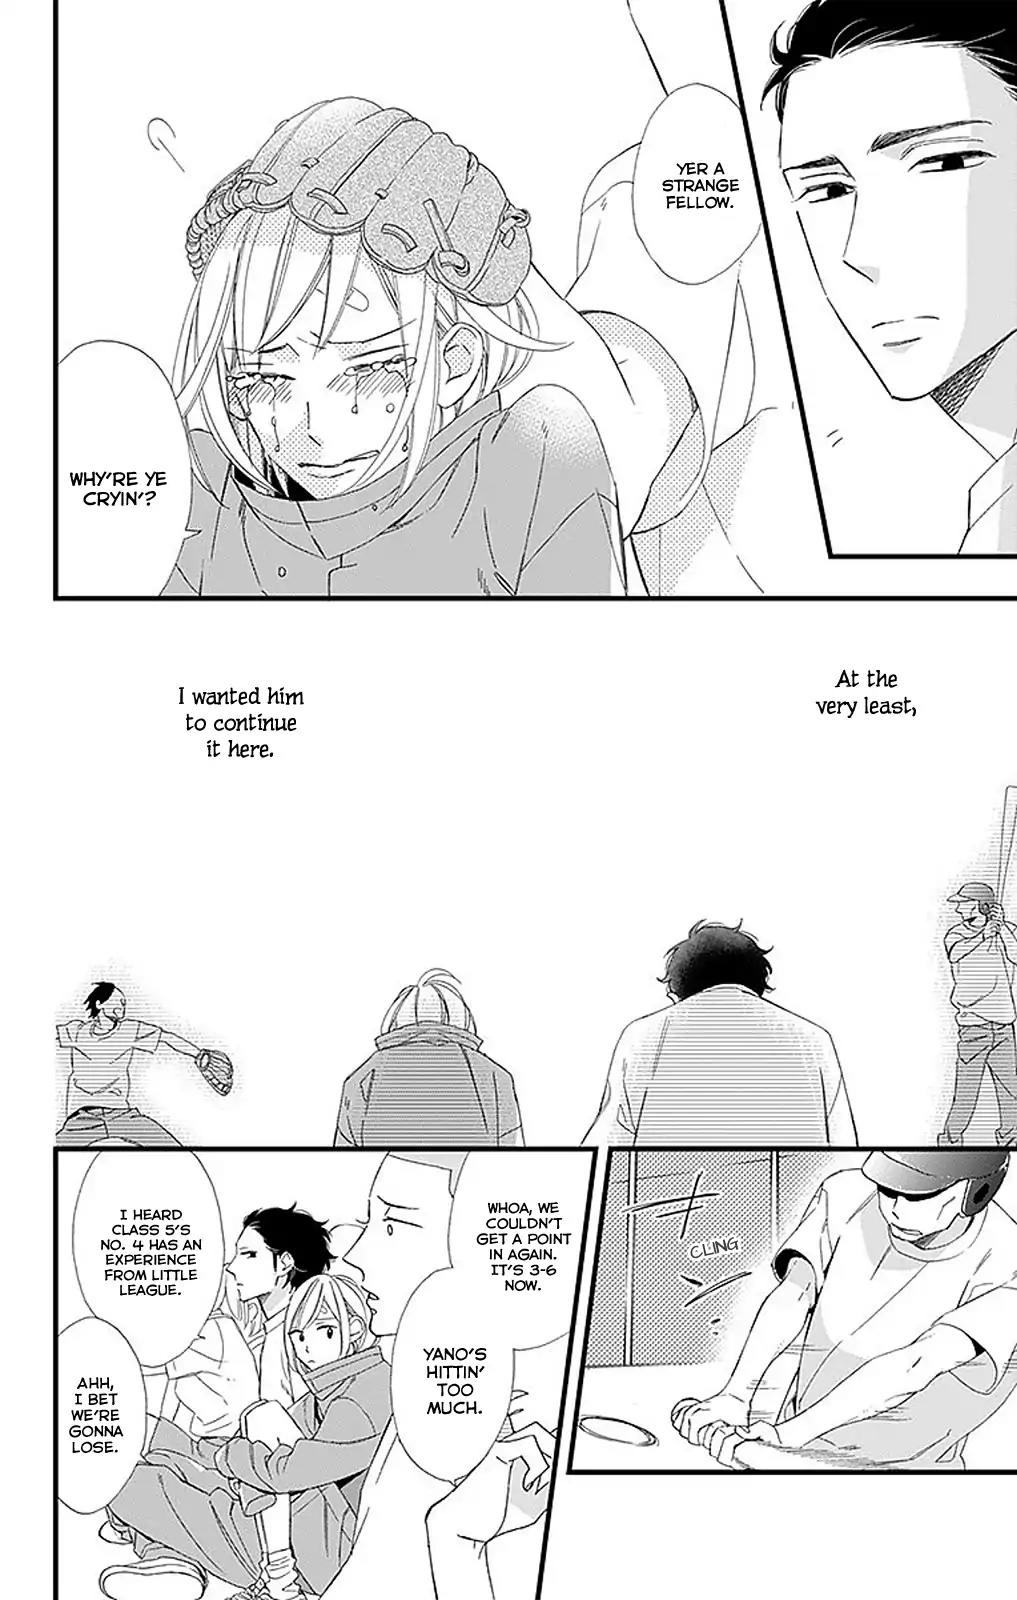 YER A
STRANGE
FELLOW.
WHY'RE YE
CRYIN'?
At the
very least,
I wanted him
to continue
it here.
CLING
WHOA, WE
COULDN'T
GET A POINT
IN AGAIN.
IT'S 3-6
NOW.
YANO'S
HITTIN'
TOO
MUCH.
I HEARD
CLASS 5'S
NO. 4 HAS AN
EXPERIENCE
FROM LITTLE
LEAGUE.
AHH,
I BET
WE'RE
GONNA
LOSE.